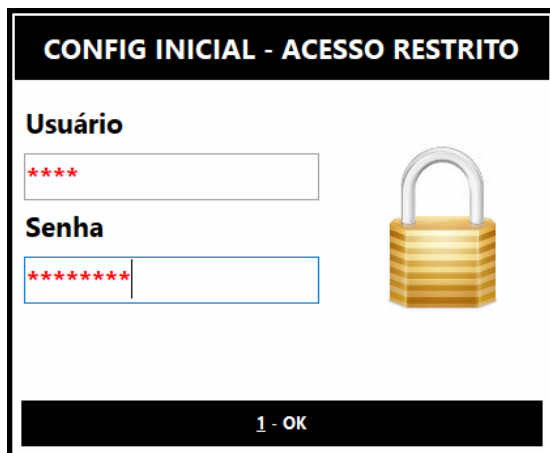 CONFIG INICIAL - ACESSO RESTRITO
Usuário
****
Senha
********
1 - OK